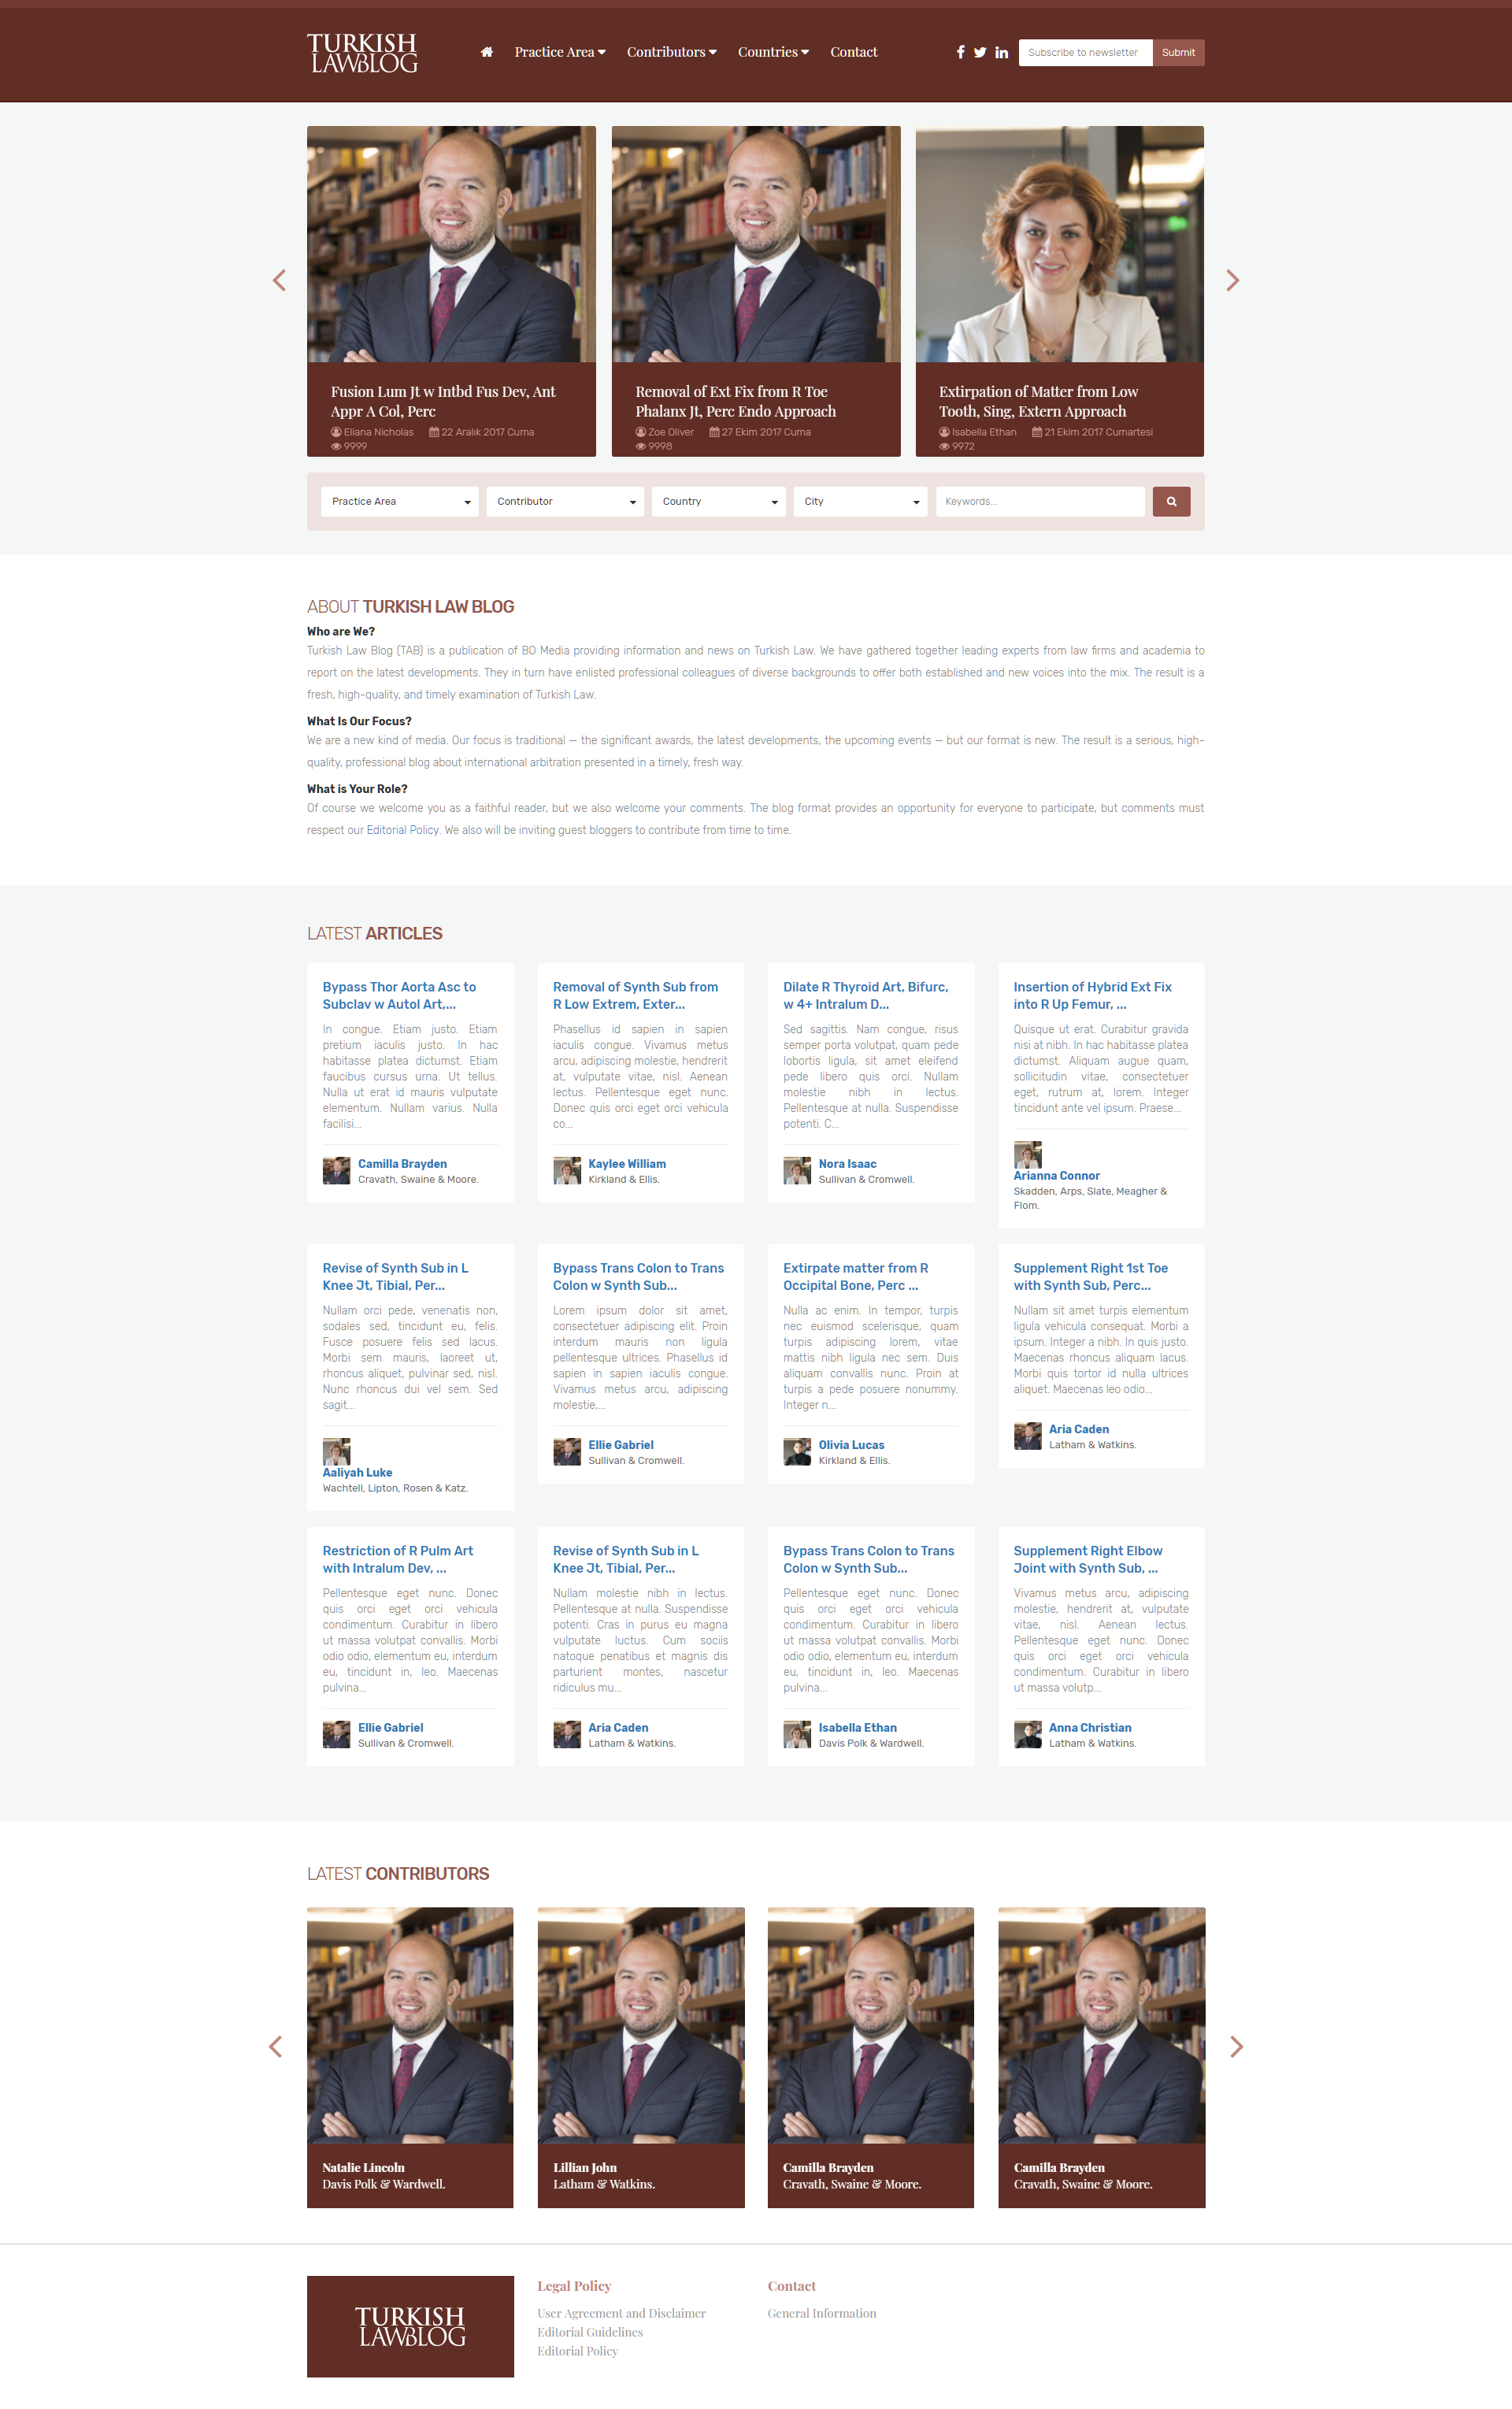 TURKISH
LAWBLOG
Practice Area
Contributors
Countries
Contact
Subscribe to newsletter
Submit
Fusion Lum Jt w Intbd Fus Dev, Ant
Appr A Col, Perc
Eliana Nicholas 22 Aralık 2017 Cuma
9999
Removal of Ext Fix from R Toe
Phalanx Jt, Perc Endo Approach
Zoe Oliver 27 Ekim 2017 Cuma
9998
Extirpation of Matter from Low
Tooth, Sing, Extern Approach
Isabella Ethan 21 Ekim 2017 Cumartesi
9972
Practice Area
Contributor
Country
City
Keywords...
ABOUT TURKISH LAW BLOG
Who are We?
Turkish Law Blog (TAB) is a publication of BO Media providing information and news on Turkish Law. We have gathered together leading experts from law firms and academia to
report on the latest developments. They in turn have enlisted professional colleagues of diverse backgrounds to offer both established and new voices into the mix. The result is a
fresh, high-quality, and timely examination of Turkish Law.
What Is Our Focus?
We are a new kind of media. Our focus is traditional — the significant awards, the latest developments, the upcoming events — but our format is new. The result is a serious, high-
quality, professional blog about international arbitration presented in a timely, fresh way.
What is Your Role?
Of course we welcome you as a faithful reader, but we also welcome your comments. The blog format provides an opportunity for everyone to participate, but comments must
respect our Editorial Policy. We also will be inviting guest bloggers to contribute from time to time.
LATEST ARTICLES
Bypass Thor Aorta Asc to
Subclav w Autol Art,...
In congue. Etiam justo. Etiam
pretium iaculis justo. In hac
habitasse platea dictumst. Etiam
faucibus cursus urna. Ut tellus.
Nulla ut erat id mauris vulputate
elementum. Nullam varius. Nulla
facilisi...
Camilla Brayden
Cravath, Swaine & Moore.
Removal of Synth Sub from
R Low Extrem, Exter...
Phasellus id sapien in sapien
iaculis congue. Vivamus metus
arcu, adipiscing molestie, hendrerit
at, vulputate vitae, nisl. Aenean
lectus. Pellentesque eget nunc.
Donec quis orci eget orci vehicula
co...
Kaylee William
Kirkland & Ellis.
Dilate R Thyroid Art, Bifurc,
w 4+ Intralum D...
Sed sagittis. Nam congue, risus
semper porta volutpat, quam pede
lobortis ligula, sit amet eleifend
pede libero quis orci. Nullam
molestie nibh in lectus.
Pellentesque at nulla. Suspendisse
potenti. C...
Nora Isaac
Sullivan & Cromwell.
Insertion of Hybrid Ext Fix
into R Up Femur, ...
Quisque ut erat. Curabitur gravida
nisi at nibh. In hac habitasse platea
dictumst. Aliquam augue quam,
sollicitudin vitae, consectetuer
eget, rutrum at, lorem. Integer
tincidunt ante vel ipsum. Praese...
Arianna Connor
Skadden, Arps, Slate, Meagher &
Flom.
Revise of Synth Sub in L
Knee Jt, Tibial, Per...
Nullam orci pede, venenatis non,
sodales sed, tincidunt eu, felis.
Fusce posuere felis sed lacus.
Morbi sem mauris, laoreet ut,
rhoncus aliquet, pulvinar sed, nisl.
Nunc rhoncus dui vel sem. Sed
sagit...
Aaliyah Luke
Wachtell, Lipton, Rosen & Katz.
Bypass Trans Colon to Trans
Colon w Synth Sub...
Lorem ipsum dolor sit amet,
consectetuer adipiscing elit. Proin
interdum mauris non ligula
pellentesque ultrices. Phasellus id
sapien in sapien iaculis congue.
Vivamus metus arcu, adipiscing
molestie,...
Ellie Gabriel
Sullivan & Cromwell.
Extirpate matter from R
Occipital Bone, Perc ...
Nulla ac enim. In tempor, turpis
nec euismod scelerisque, quam
turpis adipiscing lorem, vitae
mattis nibh ligula nec sem. Duis
aliquam convallis nunc. Proin at
turpis a pede posuere nonummy.
Integer n...
Olivia Lucas
Kirkland & Ellis.
Supplement Right 1st Toe
with Synth Sub, Perc...
Nullam sit amet turpis elementum
ligula vehicula consequat. Morbi a
ipsum. Integer a nibh. In quis justo.
Maecenas rhoncus aliquam lacus.
Morbi quis tortor id nulla ultrices
aliquet. Maecenas leo odio...
Aria Caden
Latham & Watkins.
Restriction of R Pulm Art
with Intralum Dev, ...
Pellentesque eget nunc. Donec
quis orci eget orci vehicula
condimentum. Curabitur in libero
ut massa volutpat convallis. Morbi
odio odio, elementum eu, interdum
eu, tincidunt in, leo. Maecenas
pulvina...
Ellie Gabriel
Sullivan & Cromwell.
Revise of Synth Sub in L
Knee Jt, Tibial, Per...
Nullam molestie nibh in lectus.
Pellentesque at nulla. Suspendisse
potenti. Cras in purus eu magna
vulputate luctus. Cum sociis
natoque penatibus et magnis dis
parturient montes, nascetur
ridiculus mu...
Aria Caden
Latham & Watkins.
Bypass Trans Colon to Trans
Colon w Synth Sub...
Pellentesque eget nunc. Donec
quis orci eget orci vehicula
condimentum. Curabitur in libero
ut massa volutpat convallis. Morbi
odio odio, elementum eu, interdum
eu, tincidunt in, leo. Maecenas
pulvina...
Isabella Ethan
Davis Polk & Wardwell.
Supplement Right Elbow
Joint with Synth Sub, ...
Vivamus metus arcu, adipiscing
molestie, hendrerit at, vulputate
vitae, nisl. Aenean lectus.
Pellentesque eget nunc. Donec
quis orci eget orci vehicula
condimentum. Curabitur in libero
ut massa volutp...
Anna Christian
Latham & Watkins.
LATEST CONTRIBUTORS
Natalie Lincoln
Davis Polk & Wardwell.
Lillian John
Latham & Watkins.
Camilla Brayden
Cravath, Swaine & Moore.
Camilla Brayden
Cravath, Swaine & Moore.
TURKISH
LAWBLOG
Legal Policy
User Agreement and Disclaimer
Editorial Guidelines
Editorial Policy
Contact
General Information